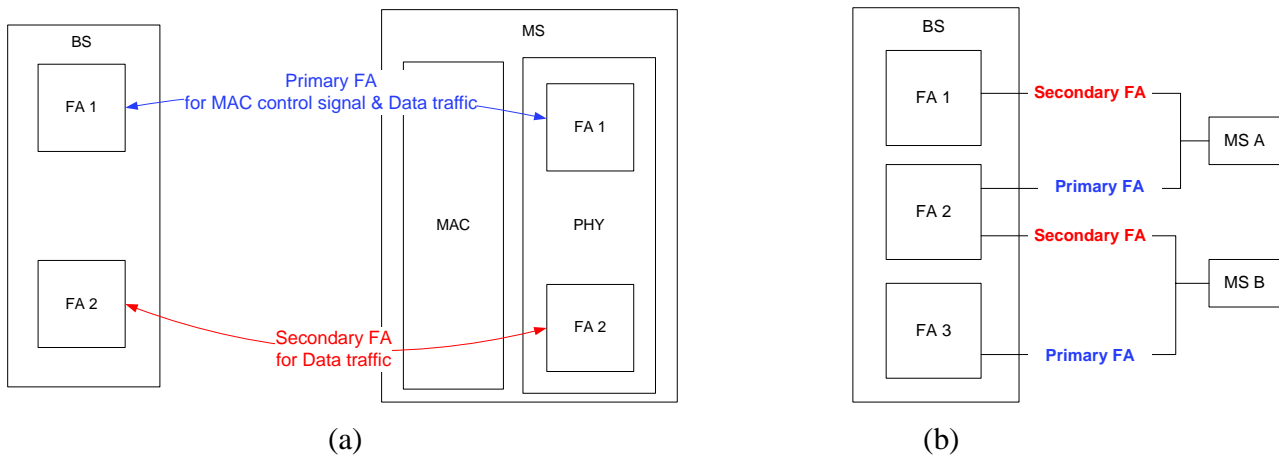 BS
FA 1
FA 2
Primary FA
for MAC control signal & Data traffic
Secondary FA
for Data traffic
MS
MAC
PHY
FA 1
FA 2
(a)
BS
FA 1
FA 2
FA 3
Secondary FA
Primary FA
Secondary FA
Primary FA
MS A
MS B
(b)